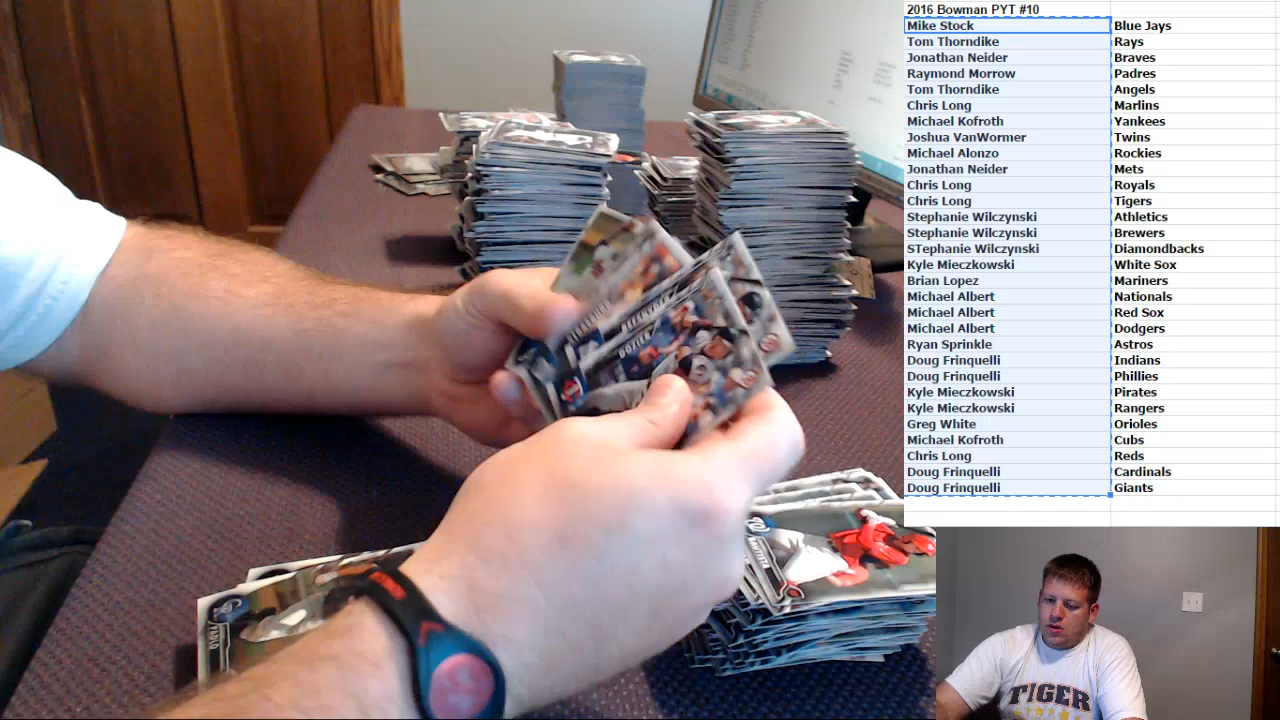 2016 Bowman PYT #10
Mike Stock Blue Jays
Tom Thorndike Rays
Jonathan Neider Braves
Raymond Morrow Padres
Tom Thorndike Angels
Chris Long Marlins
Michael Kofroth Yankees
Joshua VanWormer Twins
Michael Alonzo Rockies
Jonathan Neider Mets
Chris Long Royals
Chris Long Tigers
Stephanie Wilczynski Athletics
Stephanie Wilczynski Brewers
STephanie Wilczynski Diamondbacks
Kyle Mieczkowski White Sox
Brian Lopez Mariners
Michael Albert Nationals
Michael Albert Red Sox
Michael Albert Dodgers
Ryan Sprinkle Astros
Doug Frinquelli Indians
Doug Frinquelli Phillies
Kyle Mieczkowski Pirates
Kyle Mieczkowski Rangers
Greg White Orioles
Michael Kofroth Cubs
Chris Long Reds
Doug Frinquelli Cardinals
Doug Frinquelli Giants
BAUTISTA
TIGER